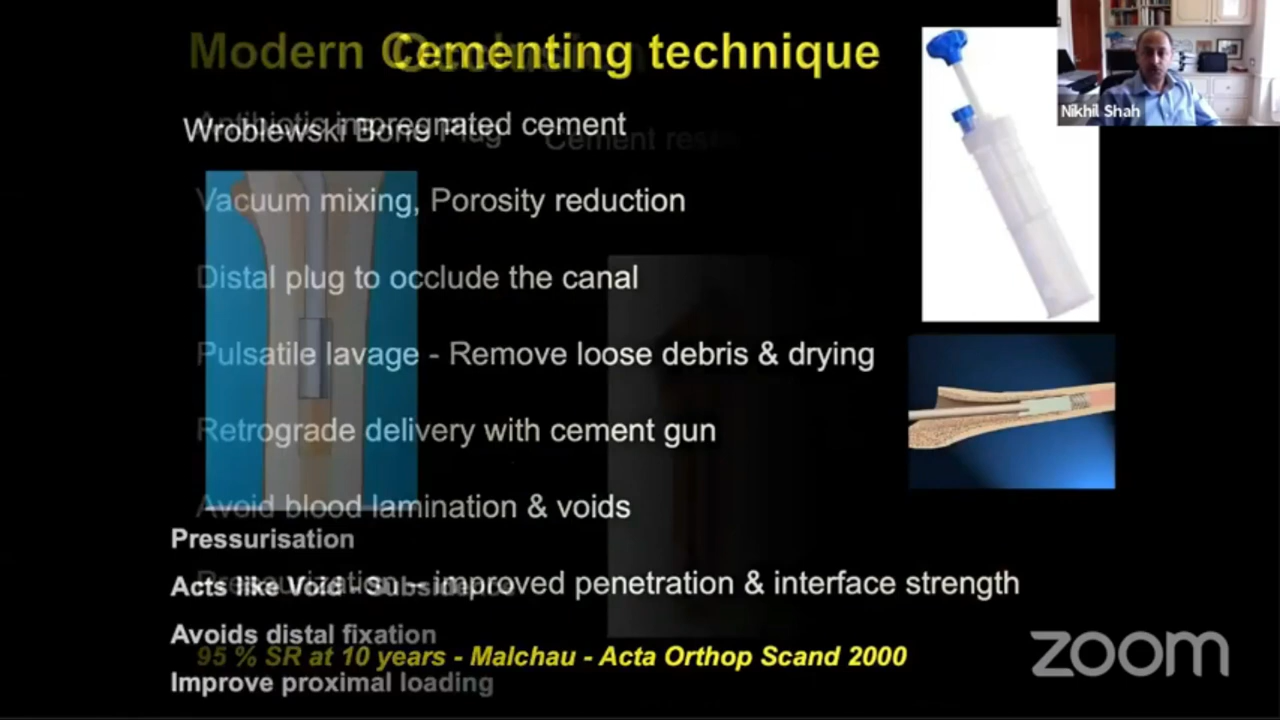 Modern Cementing technique
Occlusion
Antibiotic impregnated cement
Wroblewski Bone Plug
Cement
Vacuum mixing, Porosity reduction
Distal plug to occlude the canal
Pulsatile lavage - Remove loose debris & drying
Retrograde delivery with cement gun
Avoid blood lamination & voids
Pressurisation
Pressurization – improved penetration & interface strength
Acts like Void - Subsidence
Avoids distal fixation
95 % SR at 10 years - Malchau - Acta Orthop Scand 2000
Improve proximal loading
Nikhil Shah
zoom